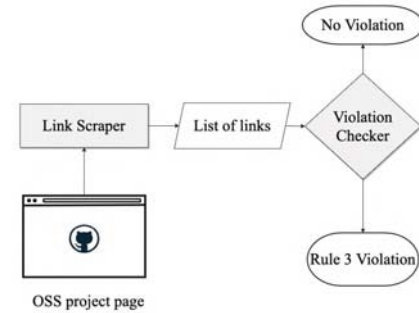 No Violation
Link Scraper
List of links
Violation
Checker
Rule 3 Violation
OSS project page